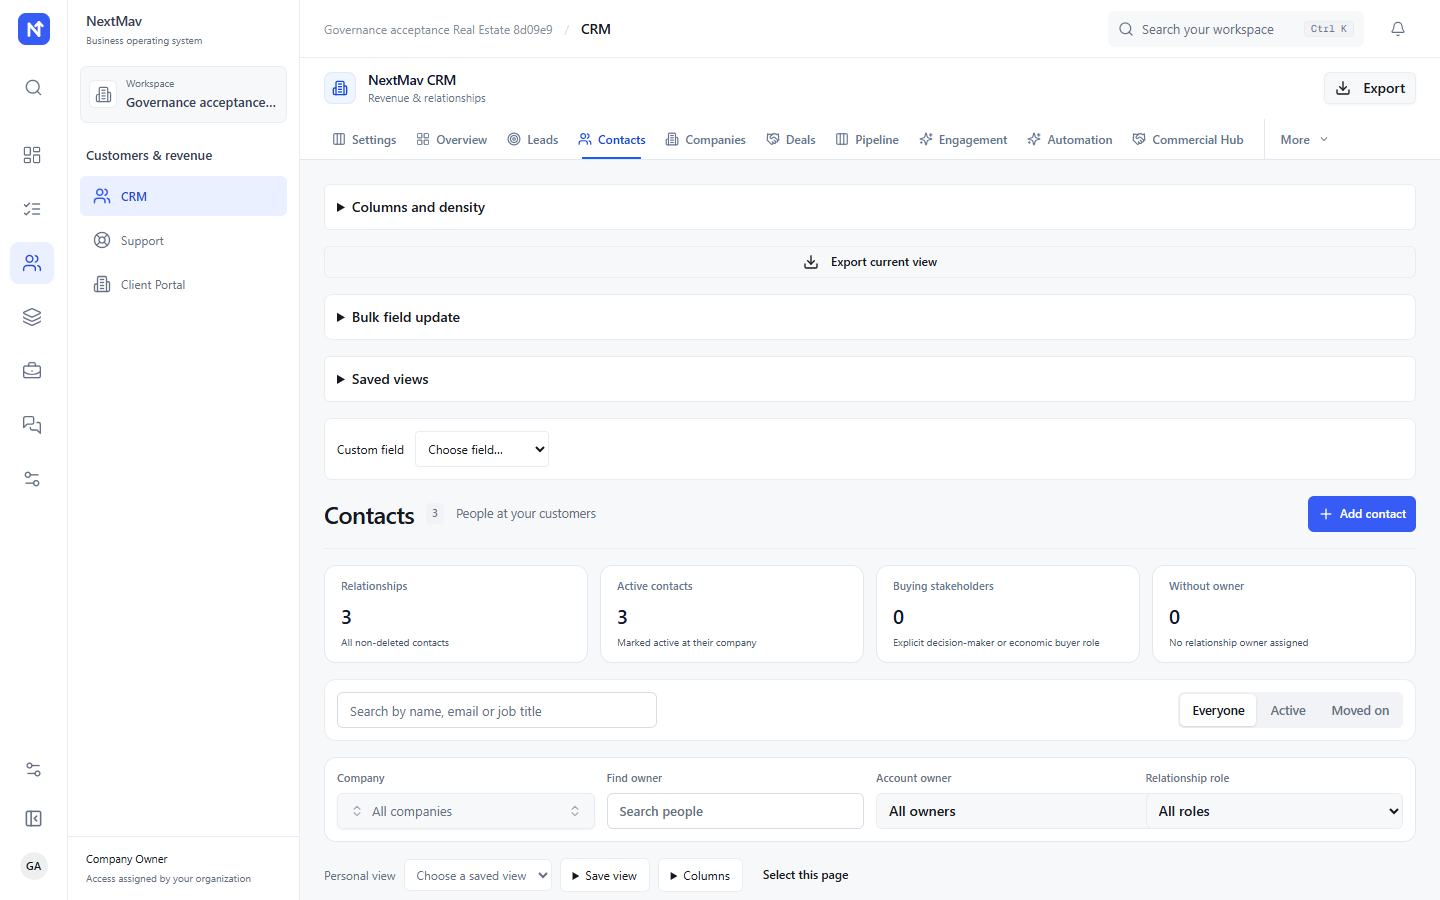 NextMav
Business operating system
Workspace
Governance acceptance...
Customers & revenue
CRM
Support
Client Portal
Company Owner
Access assigned by your organization
GA
Governance acceptance Real Estate 8d09e9 / CRM
Search your workspace Ctrl K
NextMav CRM
Revenue & relationships
Export
Settings Overview Leads Contacts Companies Deals Pipeline Engagement Automation Commercial Hub More
Columns and density
Export current view
Bulk field update
Saved views
Custom field Choose field...
Contacts 3 People at your customers
Add contact
Relationships
3
All non-deleted contacts
Active contacts
3
Marked active at their company
Buying stakeholders
0
Explicit decision-maker or economic buyer role
Without owner
0
No relationship owner assigned
Search by name, email or job title
Everyone Active Moved on
Company Find owner Account owner Relationship role
All companies Search people All owners All roles
Personal view Choose a saved view Save view Columns Select this page